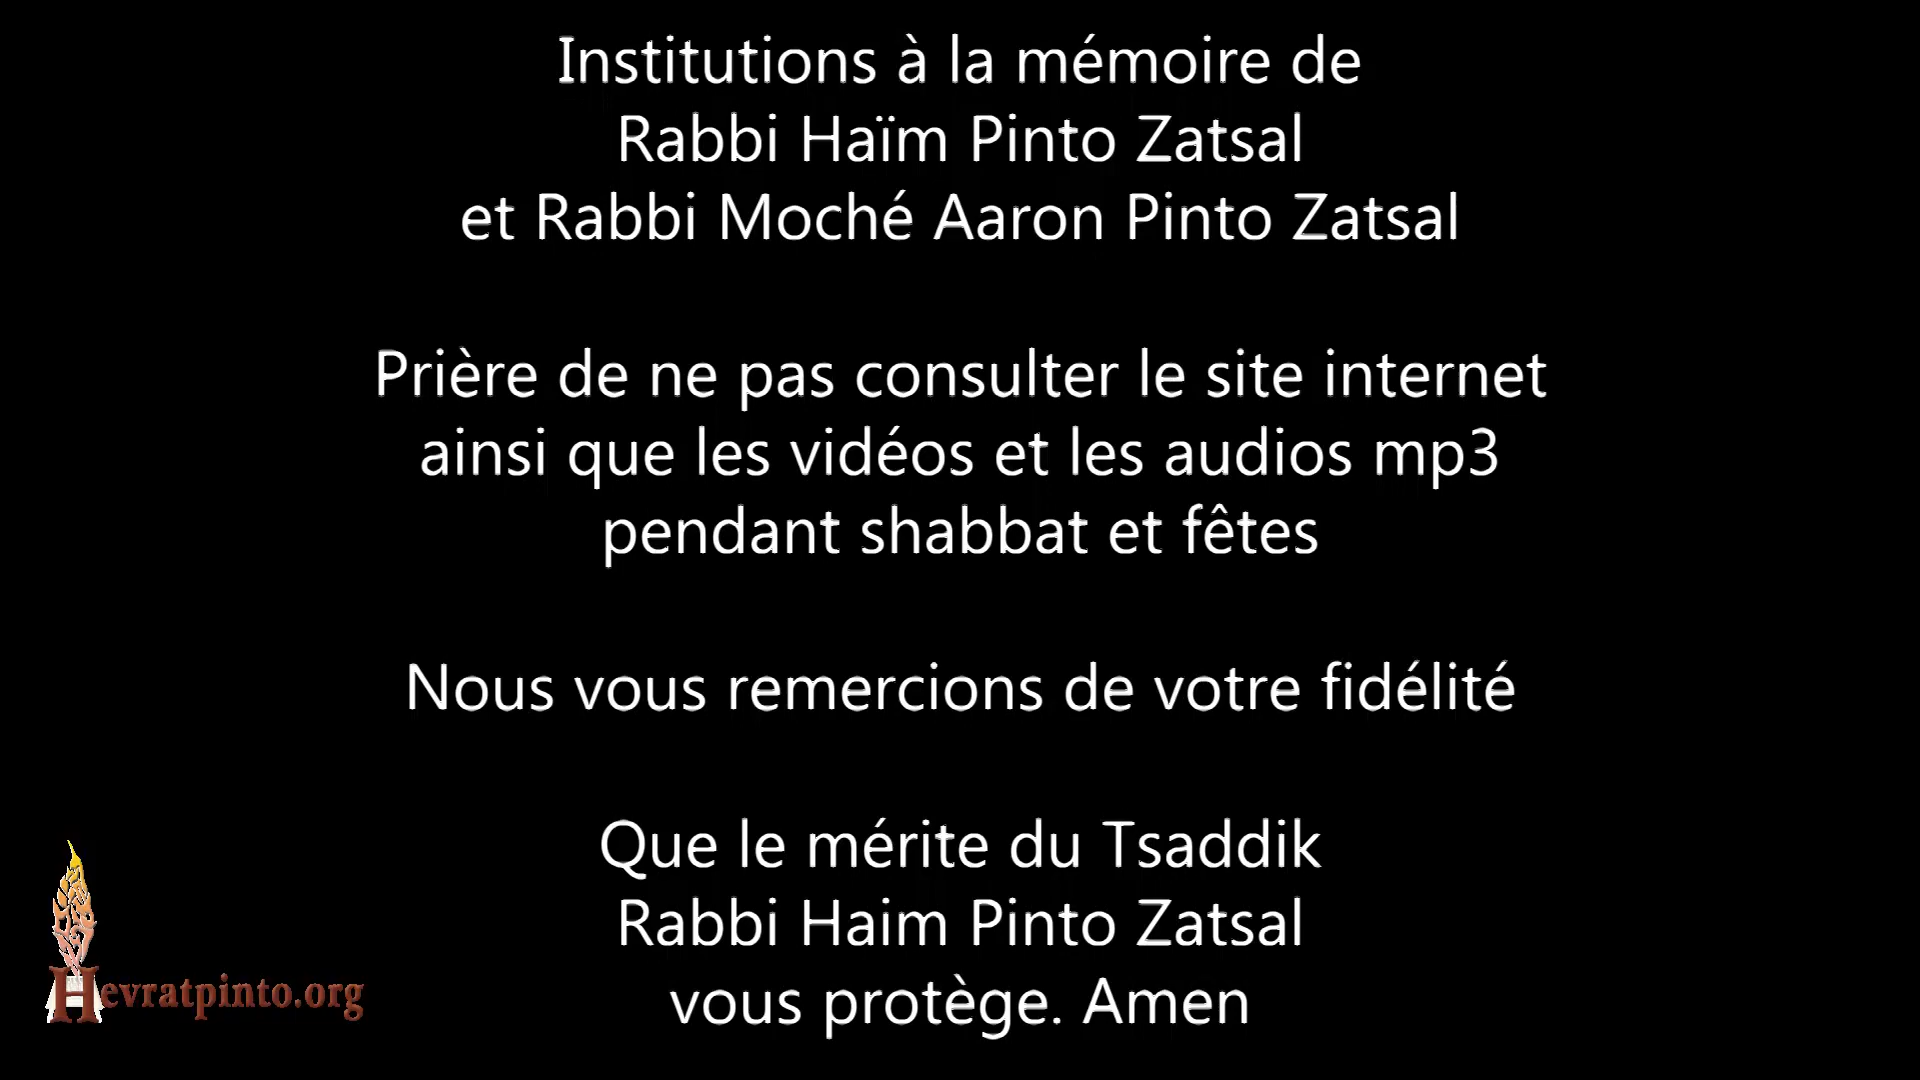 Institutions à la mémoire de
Rabbi Haïm Pinto Zatsal
et Rabbi Moché Aaron Pinto Zatsal
Prière de ne pas consulter le site internet
ainsi que les vidéos et les audios mp3
pendant shabbat et fêtes
Nous vous remercions de votre fidélité
Que le mérite du Tsaddik
Rabbi Haim Pinto Zatsal
vous protège. Amen
Hevratpinto.org